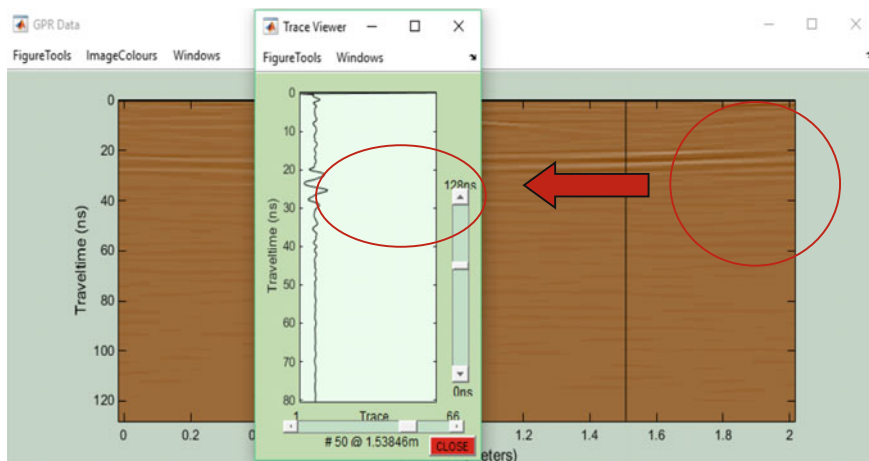 GPR Data
FigureTools ImageColours Windows
Traveltime (ns)
0
20
40
60
80
100
120
0 0.2 0. 1.2 1.4 1.6 1.8 2
eters)
Trace Viewer
FigureTools Windows
Traveltime (ns)
0
10
20
30
40
50
60
70
80
128ns
0ns
1 Trace 66
# 50 @ 1.53846m
CLOSE